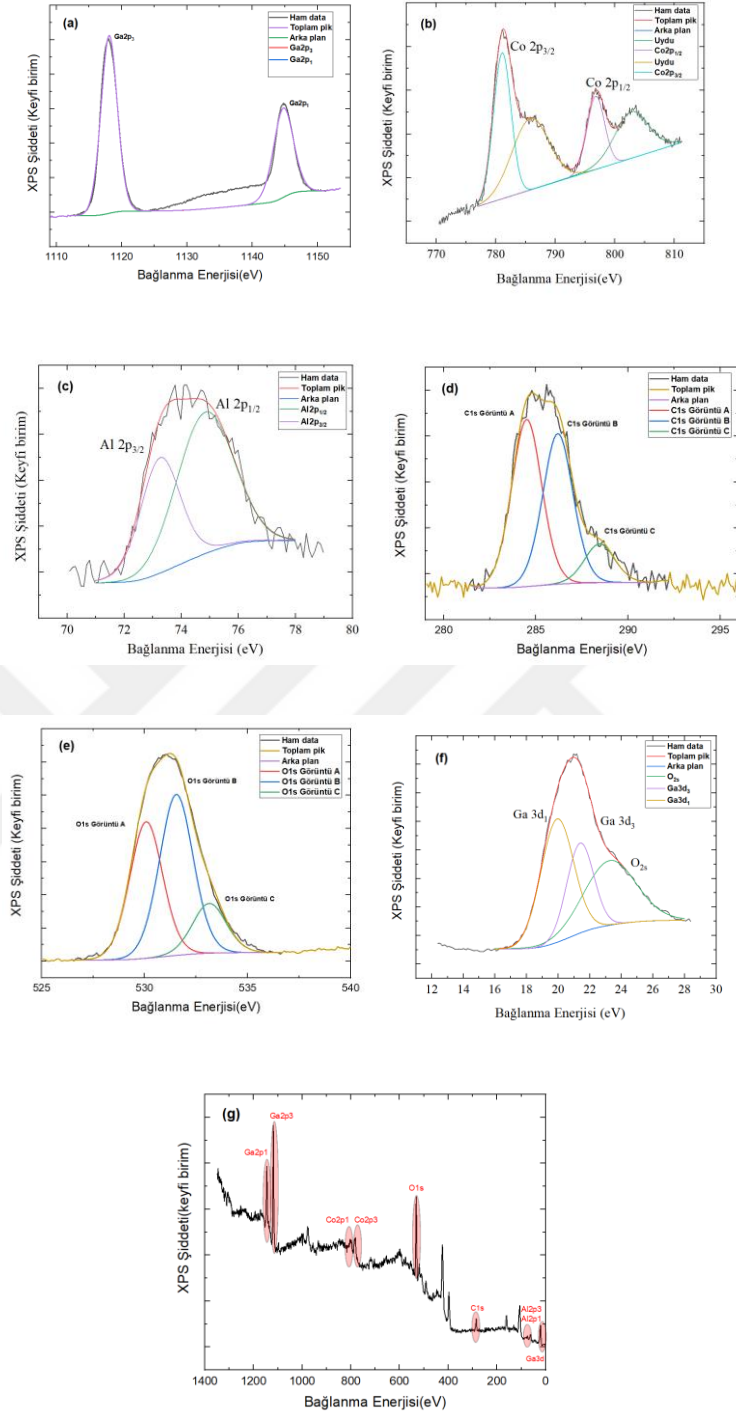 (a)
Ga2p₃
Ga2p₁
Ham data
Toplam pik
Arka plan
Ga2p₃
Ga2p₁
XPS Şiddeti (Keyfi birim)
1110 1120 1130 1140 1150
Bağlanma Enerjisi(eV)
(b)
Co 2p3/2
Co 2p1/2
Ham data
Toplam pik
Arka plan
Uydu
Co2p1/2
Uydu
Co2p3/2
XPS Şiddeti (Keyfi birim)
770 780 790 800 810
Bağlanma Enerjisi(eV)
(c)
Al 2p3/2
Al 2p1/2
Ham data
Toplam pik
Arka plan
Al2p1/2
Al2p3/2
XPS Şiddeti (Keyfi birim)
70 72 74 76 78 80
Bağlanma Enerjisi (eV)
(d)
C1s Görüntü A
C1s Görüntü B
C1s Görüntü C
Ham data
Toplam pik
Arka plan
C1s Görüntü A
C1s Görüntü B
C1s Görüntü C
XPS Şiddeti (Keyfi birim)
280 285 290 295
Bağlanma Enerjisi(eV)
(e)
O1s Görüntü A
O1s Görüntü B
O1s Görüntü C
Ham data
Toplam pik
Arka plan
O1s Görüntü A
O1s Görüntü B
O1s Görüntü C
XPS Şiddeti (Keyfi birim)
525 530 535 540
Bağlanma Enerjisi(eV)
(f)
Ga 3d₁
Ga 3d₃
O₂s
Ham data
Toplam pik
Arka plan
O₂s
Ga3d₃
Ga3d₁
XPS Şiddeti (Keyfi birim)
12 14 16 18 20 22 24 26 28 30
Bağlanma Enerjisi (eV)
(g)
Ga2p3
Ga2p1
Co2p1 Co2p3
O1s
C1s
Al2p3
Al2p1
Ga3d
XPS Şiddeti(keyfi birim)
1400 1200 1000 800 600 400 200 0
Bağlanma Enerjisi(eV)